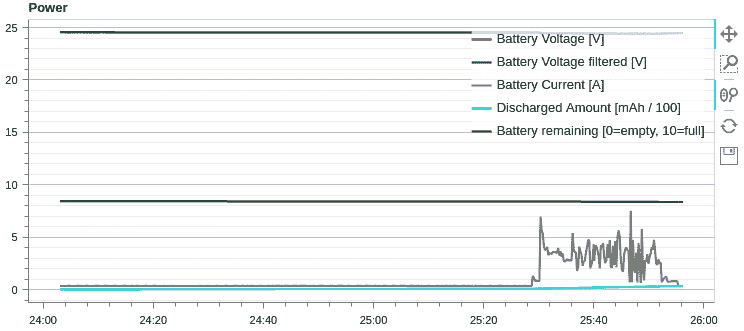 Power
25
20
15
10
5
0
Battery Voltage [V]
Battery Voltage filtered [V]
Battery Current [A]
Discharged Amount [mAh / 100]
Battery remaining [0=empty, 10=full]
24:00 24:20 24:40 25:00 25:20 25:40 26:00